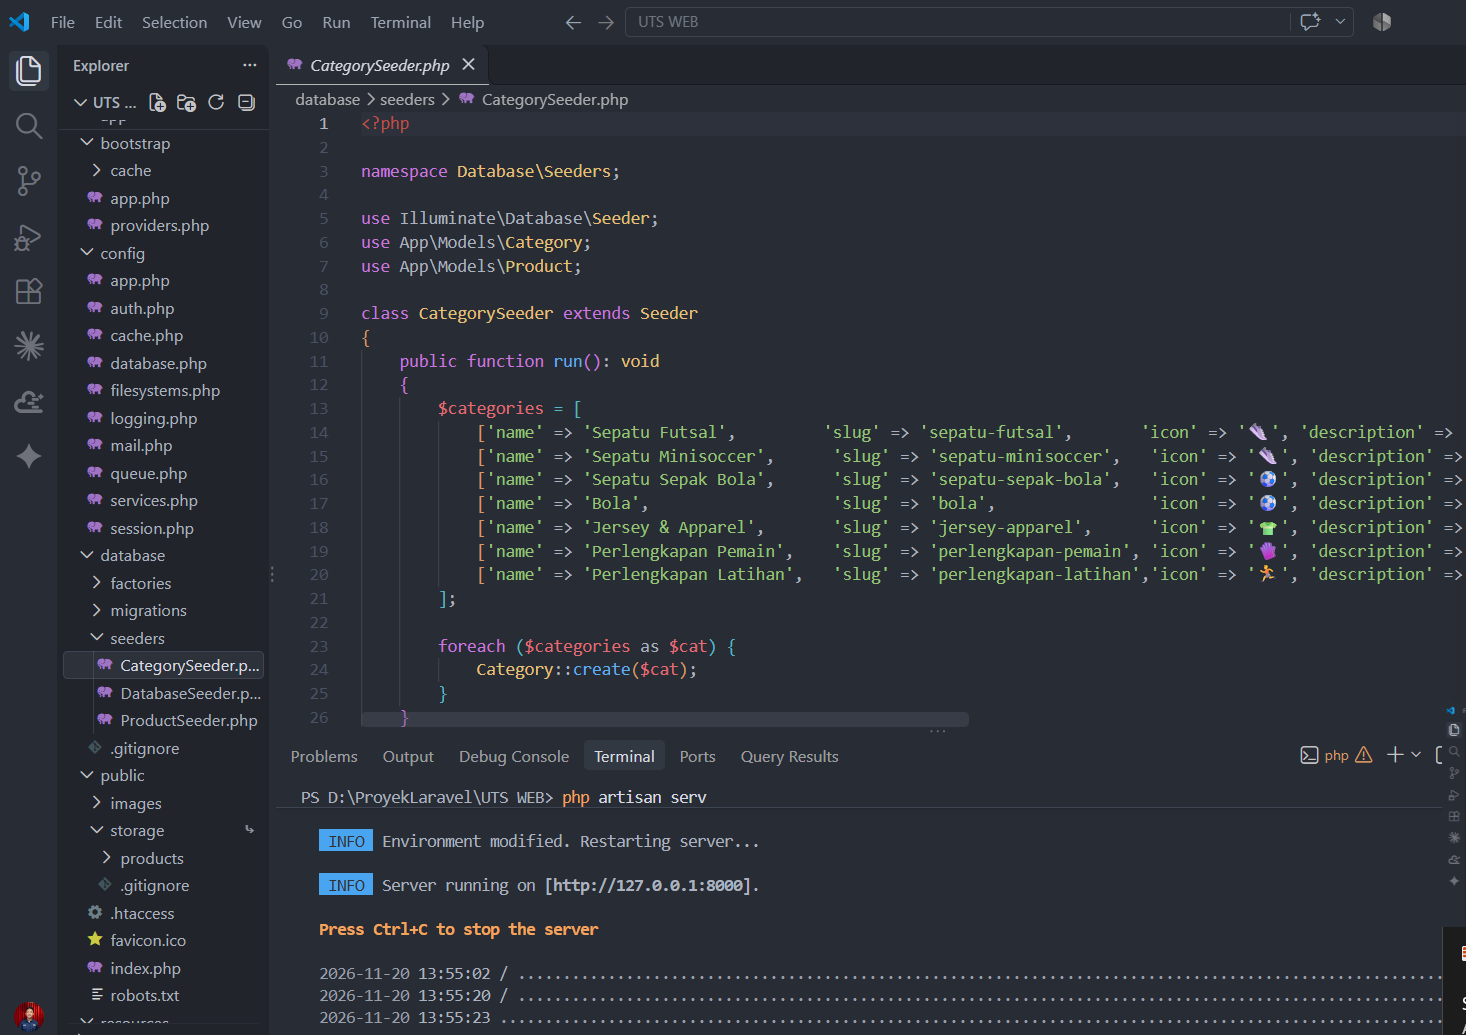 File Edit Selection View Go Run Terminal Help
UTS WEB
Explorer
UTS ...
bootstrap
cache
app.php
providers.php
config
app.php
auth.php
cache.php
database.php
filesystems.php
logging.php
mail.php
queue.php
services.php
session.php
database
factories
migrations
seeders
CategorySeeder.p...
DatabaseSeeder.p...
ProductSeeder.php
.gitignore
public
images
storage
products
.gitignore
.htaccess
favicon.ico
index.php
robots.txt
resources
CategorySeeder.php
database > seeders > CategorySeeder.php
1 <?php
2
3 namespace Database\Seeders;
4
5 use Illuminate\Database\Seeder;
6 use App\Models\Category;
7 use App\Models\Product;
8
9 class CategorySeeder extends Seeder
10 {
11 public function run(): void
12 {
13 $categories = [
14 ['name' => 'Sepatu Futsal', 'slug' => 'sepatu-futsal', 'icon' => '👟', 'description' =>
15 ['name' => 'Sepatu Minisoccer', 'slug' => 'sepatu-minisoccer', 'icon' => '👟', 'description' =>
16 ['name' => 'Sepatu Sepak Bola', 'slug' => 'sepatu-sepak-bola', 'icon' => '⚽', 'description' =>
17 ['name' => 'Bola', 'slug' => 'bola', 'icon' => '⚽', 'description' =>
18 ['name' => 'Jersey & Apparel', 'slug' => 'jersey-apparel', 'icon' => '👕', 'description' =>
19 ['name' => 'Perlengkapan Pemain', 'slug' => 'perlengkapan-pemain', 'icon' => '🧤', 'description' =>
20 ['name' => 'Perlengkapan Latihan', 'slug' => 'perlengkapan-latihan','icon' => '🏃', 'description' =>
21 ];
22
23 foreach ($categories as $cat) {
24 Category::create($cat);
25 }
26 }
Problems Output Debug Console Terminal Ports Query Results
php
PS D:\ProyekLaravel\UTS WEB> php artisan serv
INFO Environment modified. Restarting server...
INFO Server running on [http://127.0.0.1:8000].
Press Ctrl+C to stop the server
2026-11-20 13:55:02 / ........................................................................................................
2026-11-20 13:55:20 / ........................................................................................................
2026-11-20 13:55:23 ..........................................................................................................